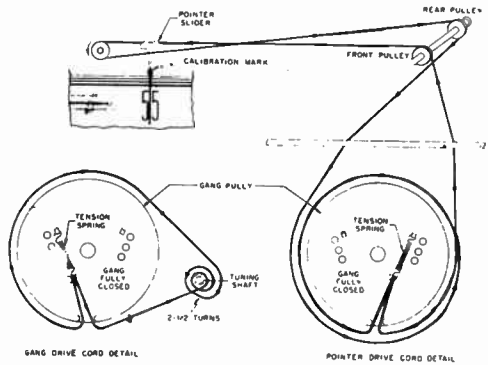 REAR PULLEY
POINTER
SLIDER
FRONT PULLEY
CALIBRATION MARK
GANG PULLY
TENSION
SPRING
GANG
FULLY
CLOSED
TUNING
SHAFT
2-1/2 TURNS
TENSION
SPRING
GANG
FULLY
CLOSED
GANG DRIVE CORD DETAIL
POINTER DRIVE CORD DETAIL